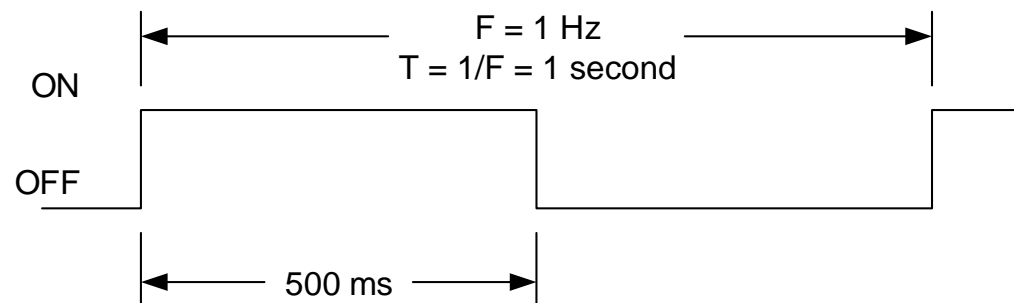 F = 1 Hz
T = 1/F = 1 second
ON
OFF
500 ms